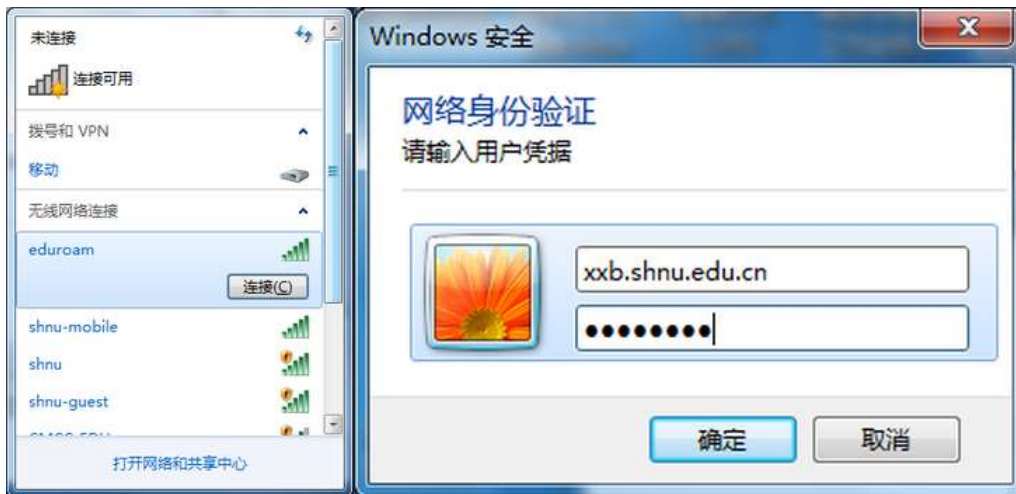 未连接
连接可用
拨号和 VPN
移动
无线网络连接
eduroam
连接(C)
shnu-mobile
shnu
shnu-guest
打开网络和共享中心
Windows 安全
网络身份验证
请输入用户凭据
xxb.shnu.edu.cn
●●●●●●●●
确定
取消